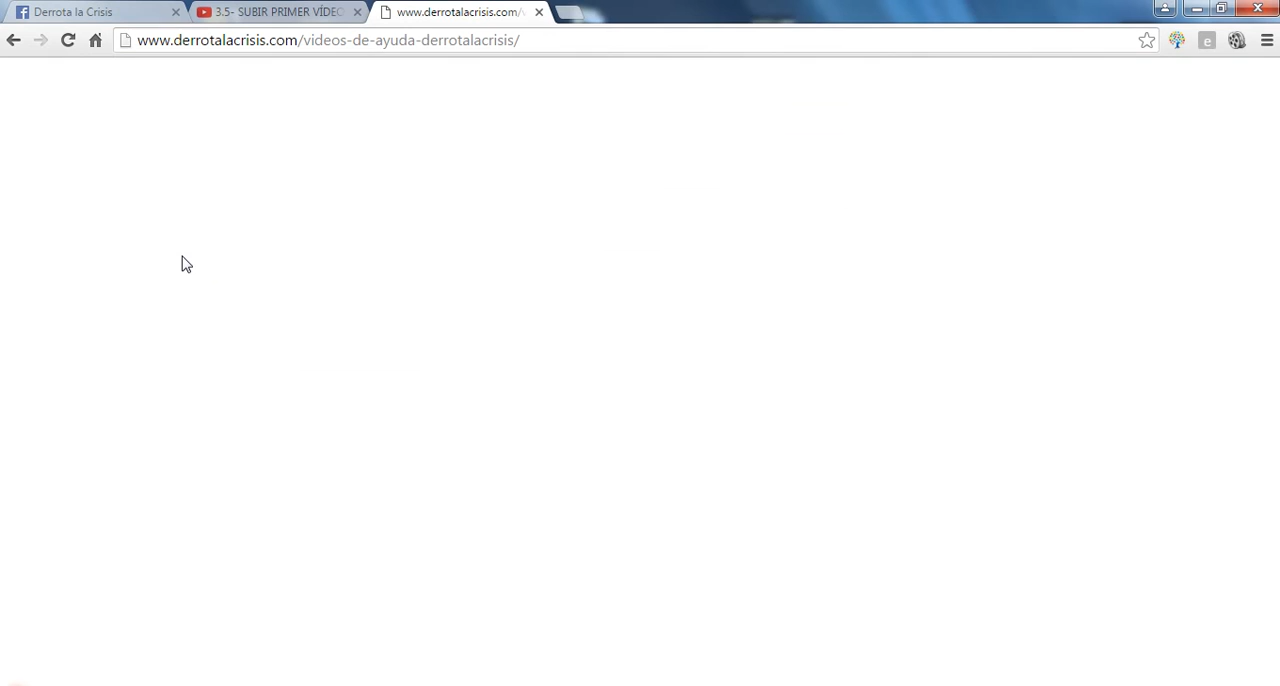 Derrota la Crisis
3.5- SUBIR PRIMER VÍDEO
www.derrotalacrisis.com/
www.derrotalacrisis.com/videos-de-ayuda-derrotalacrisis/
e